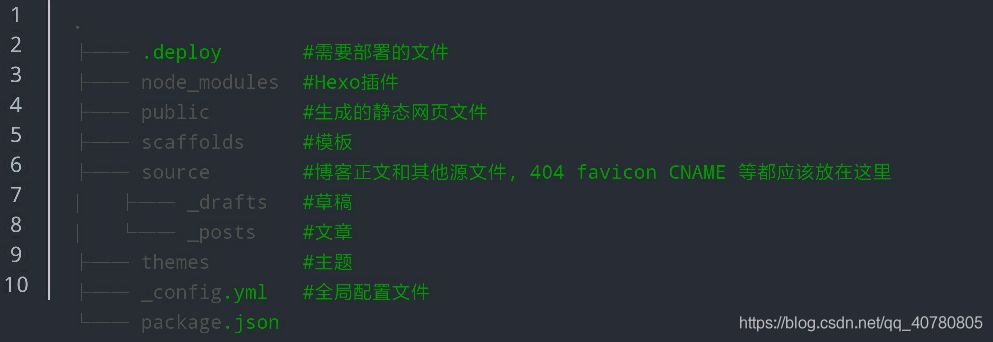 1 .
2 ├── .deploy #需要部署的文件
3 ├── node_modules #Hexo插件
4 ├── public #生成的静态网页文件
5 ├── scaffolds #模板
6 ├── source #博客正文和其他源文件, 404 favicon CNAME 等都应该放在这里
7 | ├── _drafts #草稿
8 | └── _posts #文章
9 ├── themes #主题
10 ├── _config.yml #全局配置文件
└── package.json
https://blog.csdn.net/qq_40780805